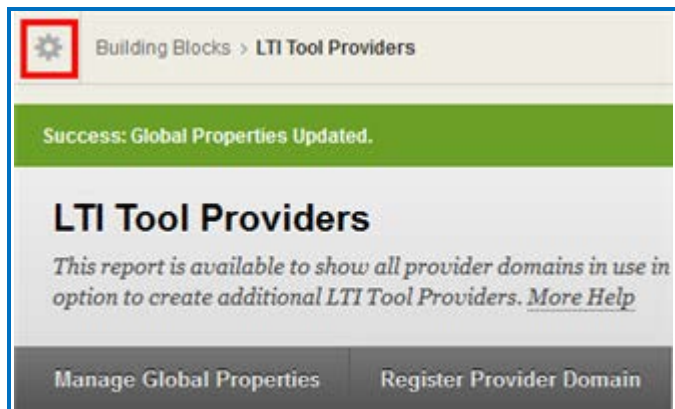 Building Blocks > LTI Tool Providers
Success: Global Properties Updated.
LTI Tool Providers
This report is available to show all provider domains in use in
option to create additional LTI Tool Providers. More Help
Manage Global Properties Register Provider Domain